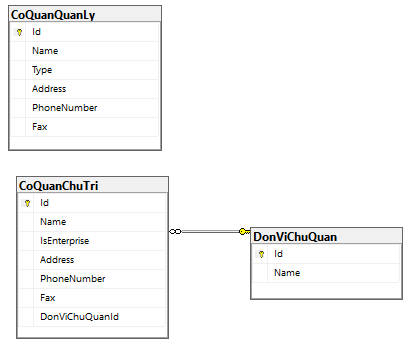 CoQuanQuanLy
Id
Name
Type
Address
PhoneNumber
Fax
CoQuanChuTri
Id
Name
IsEnterprise
Address
PhoneNumber
Fax
DonViChuQuanId
DonViChuQuan
Id
Name